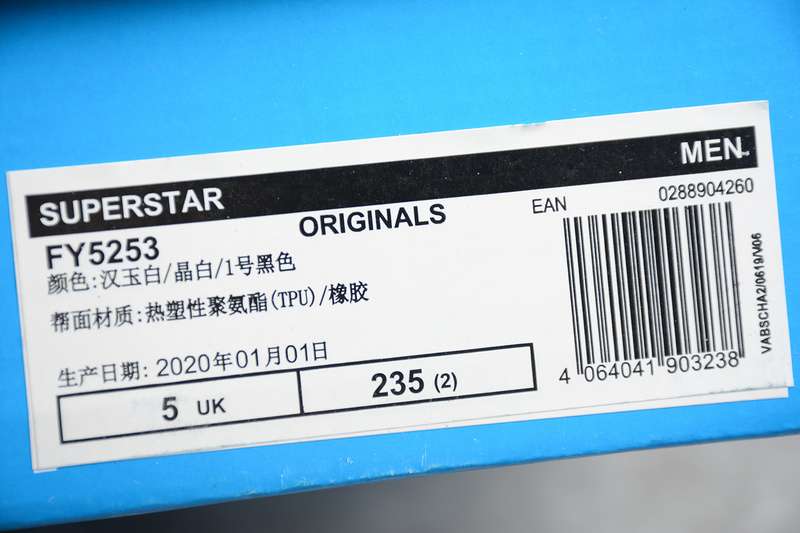 MEN
SUPERSTAR
ORIGINALS
EAN
0288904260
FY5253
颜色:汉玉白/晶白/1号黑色
帮面材质:热塑性聚氨酯(TPU)/橡胶
生产日期: 2020年01月01日
5 UK
235 (2)
4 064041 903238
VABSCHA2/0619/V06